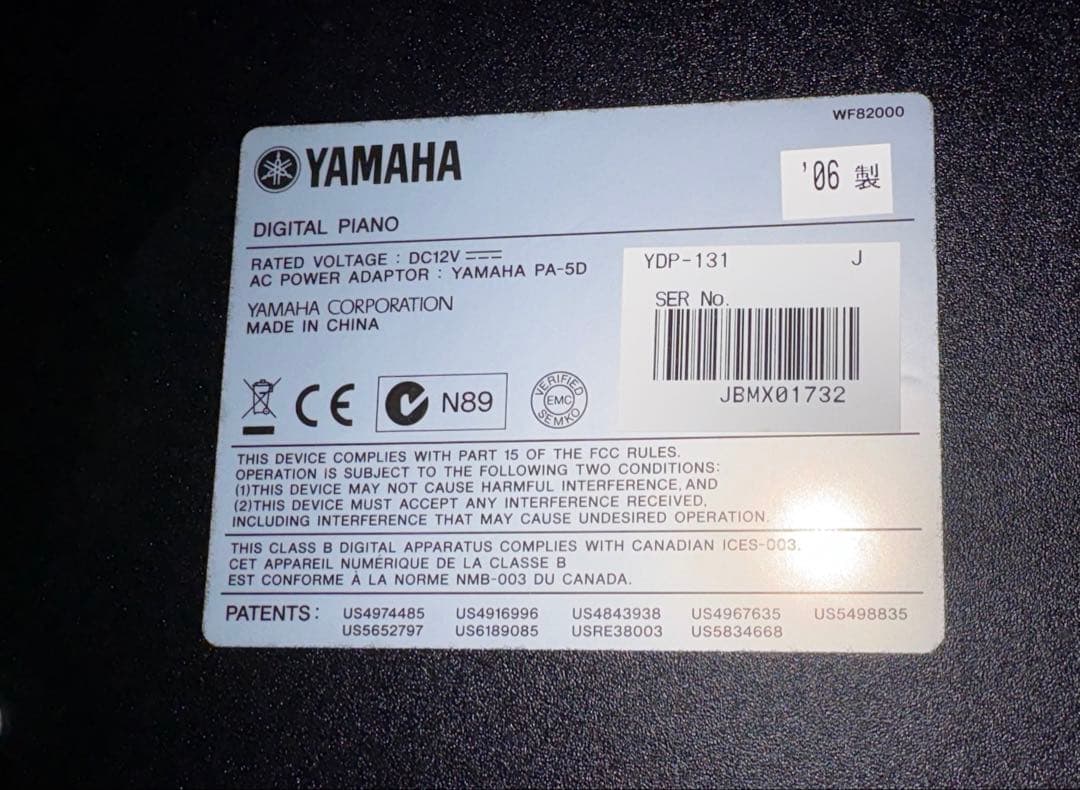 WF82000
YAMAHA
'06 製
DIGITAL PIANO
RATED VOLTAGE : DC12V
AC POWER ADAPTOR : YAMAHA PA-5D
YAMAHA CORPORATION
MADE IN CHINA
YDP-131 J
SER No.
JBMX01732
CE
N89
VERIFIED
EMC
SEMKO
THIS DEVICE COMPLIES WITH PART 15 OF THE FCC RULES.
OPERATION IS SUBJECT TO THE FOLLOWING TWO CONDITIONS:
(1)THIS DEVICE MAY NOT CAUSE HARMFUL INTERFERENCE, AND
(2)THIS DEVICE MUST ACCEPT ANY INTERFERENCE RECEIVED,
INCLUDING INTERFERENCE THAT MAY CAUSE UNDESIRED OPERATION.
THIS CLASS B DIGITAL APPARATUS COMPLIES WITH CANADIAN ICES-003.
CET APPAREIL NUMÉRIQUE DE LA CLASSE B
EST CONFORME À LA NORME NMB-003 DU CANADA.
PATENTS : US4974485 US4916996 US4843938 US4967635 US5498835
US5652797 US6189085 USRE38003 US5834668